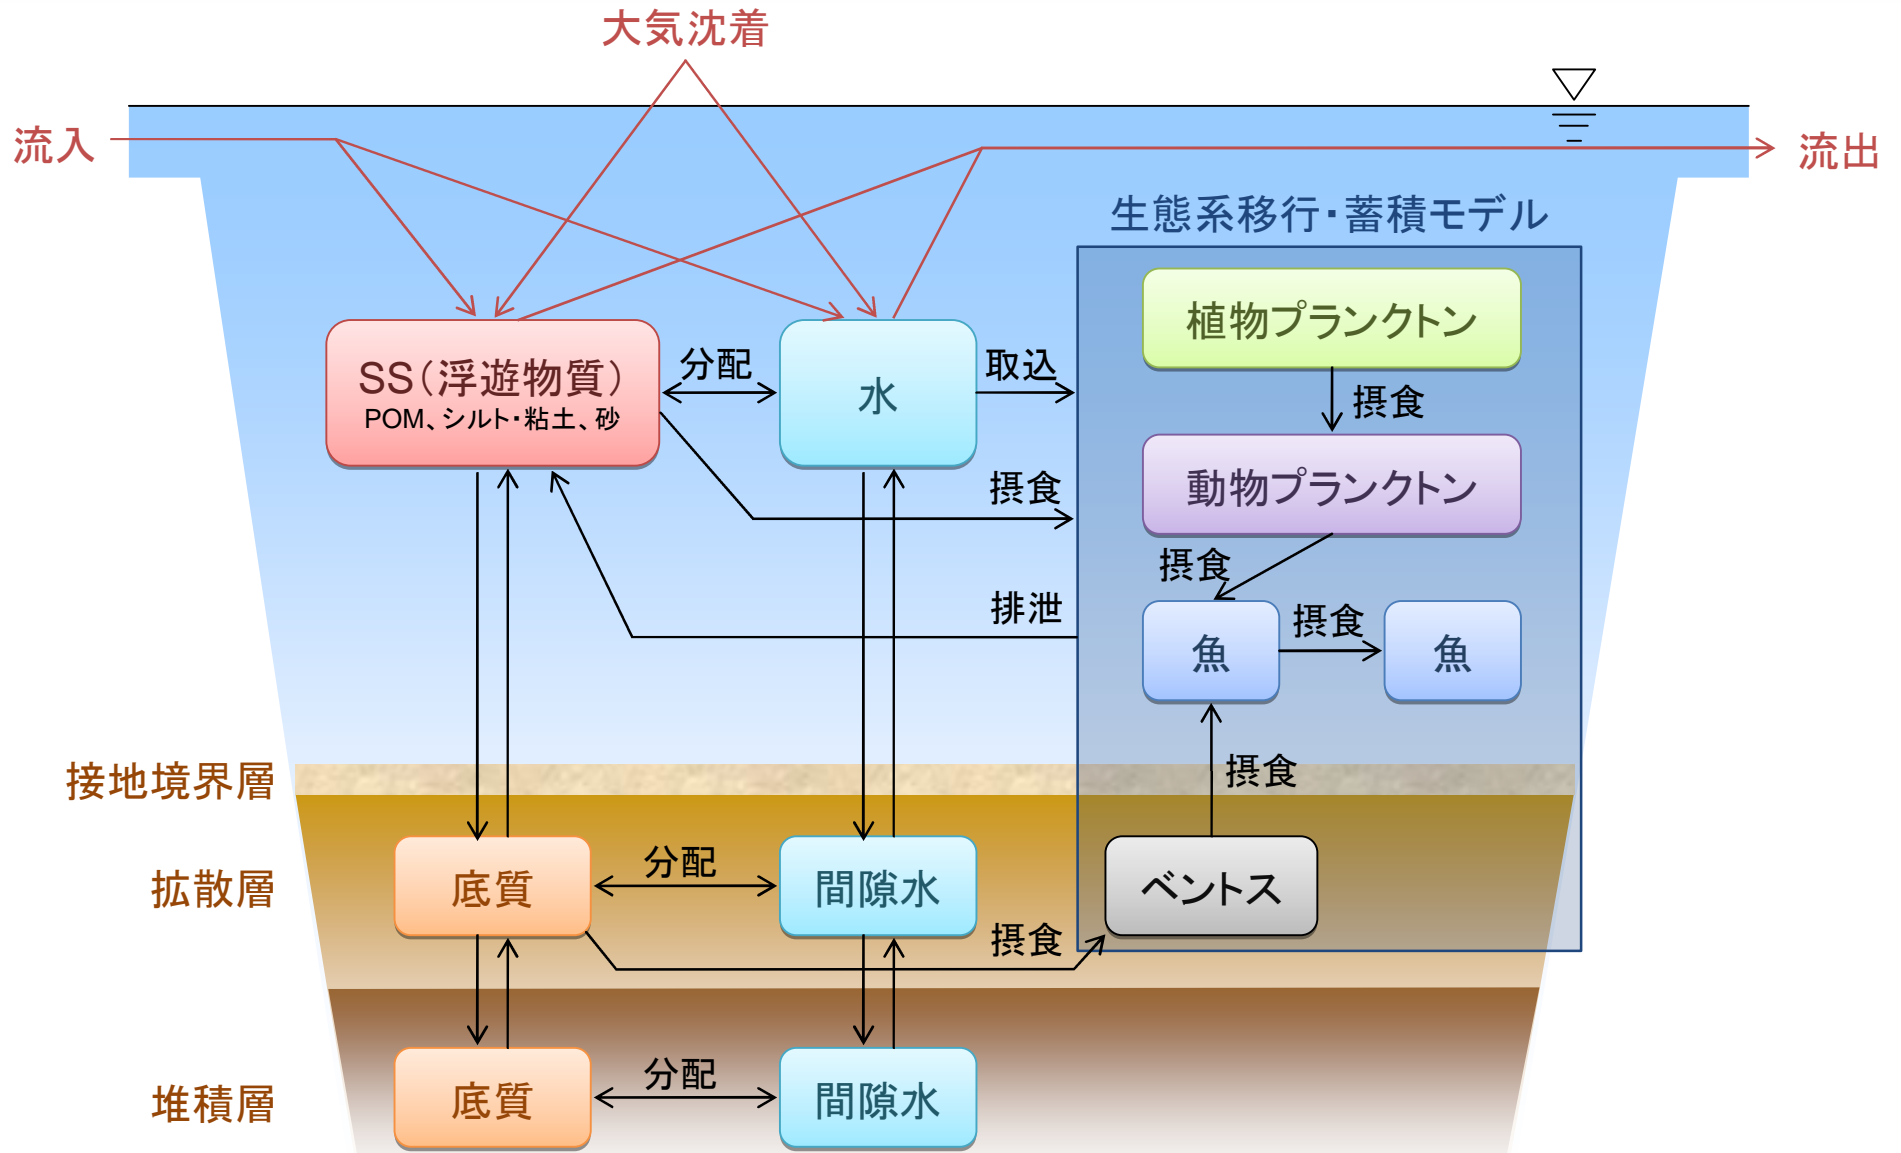 大気沈着
流入
流出
生態系移行・蓄積モデル
植物プランクトン
SS(浮遊物質)
POM、シルト・粘土、砂
分配
水
取込
摂食
動物プランクトン
摂食
摂食
排泄
魚
摂食
魚
接地境界層
摂食
拡散層
底質
分配
間隙水
ベントス
摂食
堆積層
底質
分配
間隙水